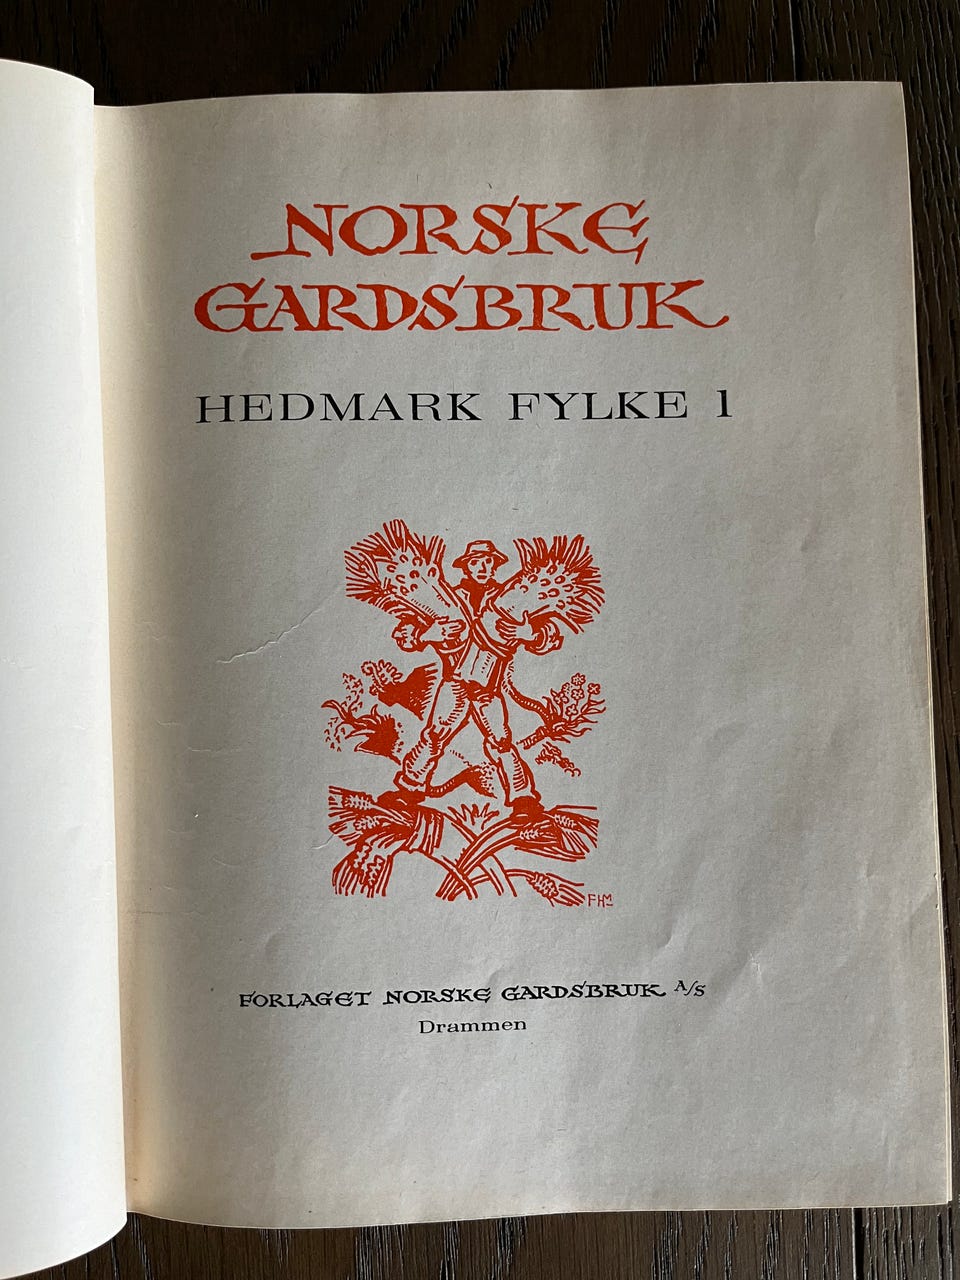 NORSKE
GARDSBRUK
HEDMARK FYLKE 1
FHM
FORLAGET NORSKE GARDSBRUK A/S
Drammen